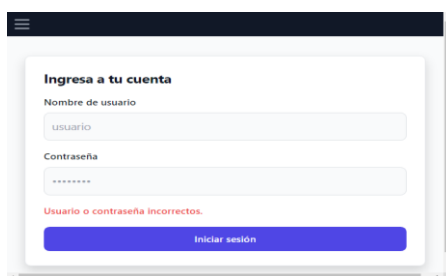 Ingresa a tu cuenta
Nombre de usuario
usuario
Contraseña
••••••••
Usuario o contraseña incorrectos.
Iniciar sesión